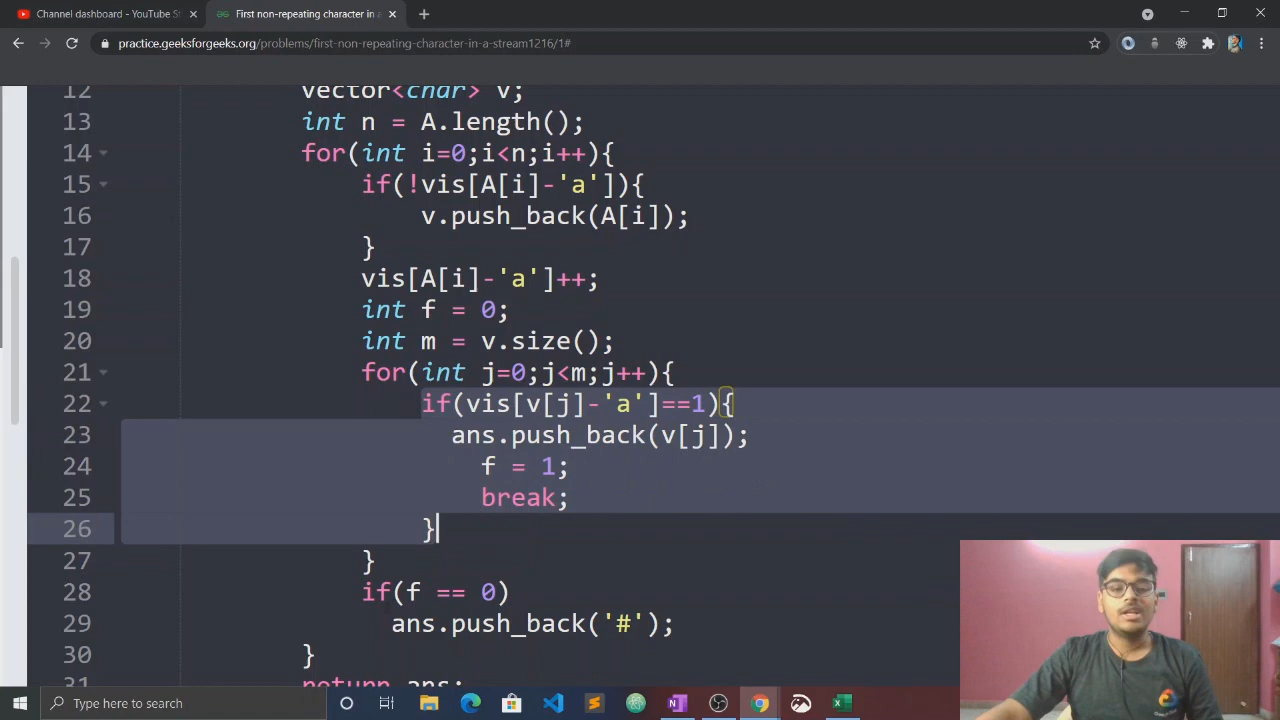 Channel dashboard - YouTube St
First non-repeating character in a
practice.geeksforgeeks.org/problems/first-non-repeating-character-in-a-stream1216/1#
12 vector<char> v;
13 int n = A.length();
14 for(int i=0;i<n;i++){
15 if(!vis[A[i]-'a']){
16 v.push_back(A[i]);
17 }
18 vis[A[i]-'a']++;
19 int f = 0;
20 int m = v.size();
21 for(int j=0;j<m;j++){
22 if(vis[v[j]-'a']==1){
23 ans.push_back(v[j]);
24 f = 1;
25 break;
26 }
27 }
28 if(f == 0)
29 ans.push_back('#');
30 }
31 return ans;
Type here to search